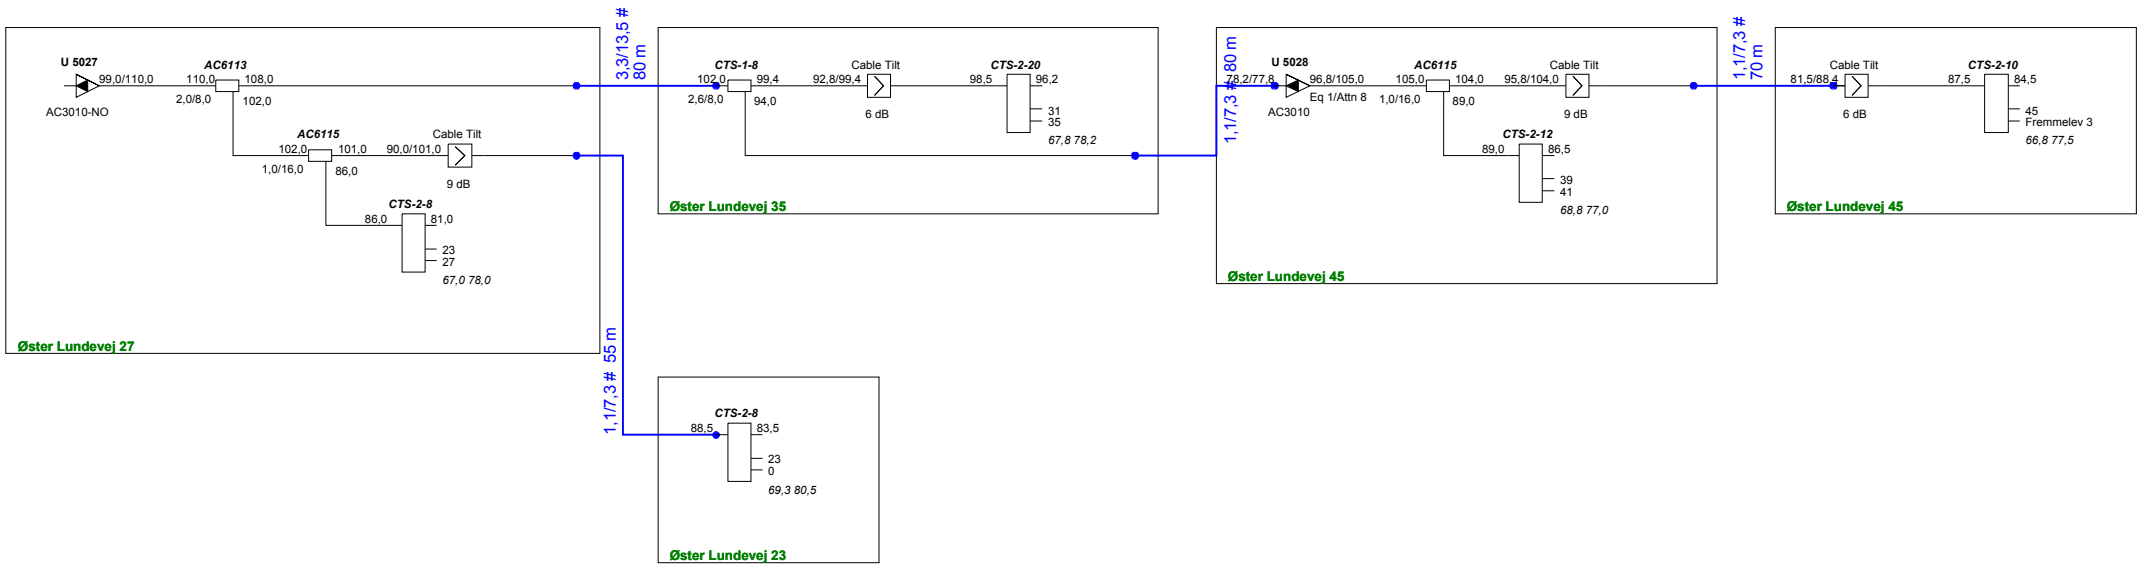 U 5027
99,0/110,0
AC3010-NO
AC6113
110,0
108,0
2,0/8,0
102,0
AC6115
102,0
101,0
1,0/16,0
86,0
90,0/101,0
Cable Tilt
9 dB
CTS-2-8
86,0
81,0
23
27
67,0 78,0
Øster Lundevej 27
3,3/13,5 #
80 m
1,1/7,3 # 55 m
CTS-1-8
102,0
99,4
2,6/8,0
94,0
92,8/99,4
Cable Tilt
6 dB
CTS-2-20
98,5
96,2
31
35
67,8 78,2
Øster Lundevej 35
CTS-2-8
88,5
83,5
23
0
69,3 80,5
Øster Lundevej 23
1,1/7,3 # 80 m
78,2/77,8
U 5028
96,8/105,0
Eq 1/Attn 8
AC3010
AC6115
105,0
104,0
1,0/16,0
89,0
95,8/104,0
Cable Tilt
9 dB
CTS-2-12
89,0
86,5
39
41
68,8 77,0
Øster Lundevej 45
1,1/7,3 #
70 m
81,5/88,4
Cable Tilt
6 dB
CTS-2-10
87,5
84,5
45
Fremmelev 3
66,8 77,5
Øster Lundevej 45